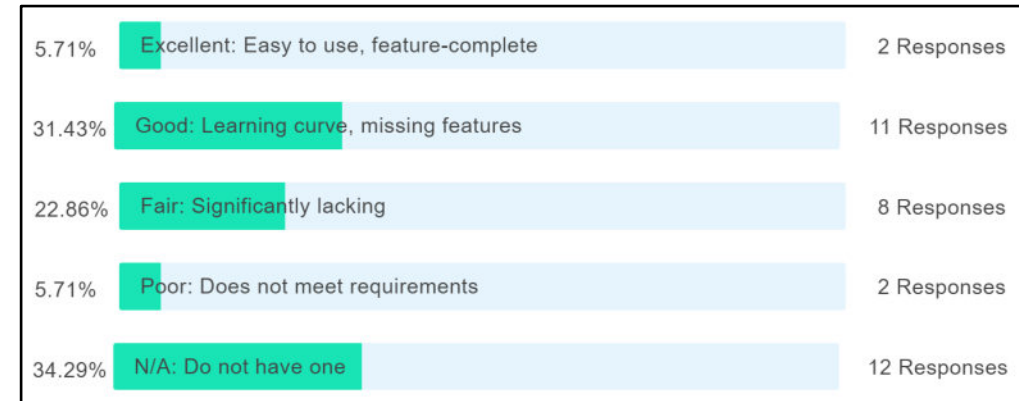 5.71% Excellent: Easy to use, feature-complete 2 Responses
31.43% Good: Learning curve, missing features 11 Responses
22.86% Fair: Significantly lacking 8 Responses
5.71% Poor: Does not meet requirements 2 Responses
34.29% N/A: Do not have one 12 Responses